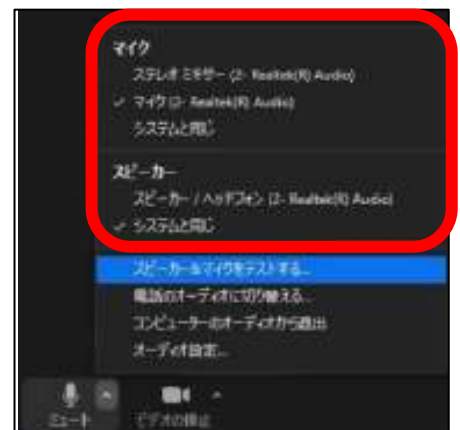 マイク
ステレオ ミキサー (2- Realtek(R) Audio)
✓ マイク (2- Realtek(R) Audio)
システムと同じ
スピーカー
スピーカー / ヘッドフォン (2- Realtek(R) Audio)
✓ システムと同じ
スピーカー&マイクをテストする...
電話のオーディオに切り替える...
コンピューターのオーディオから退出
オーディオ設定...
ミュート
ビデオの停止